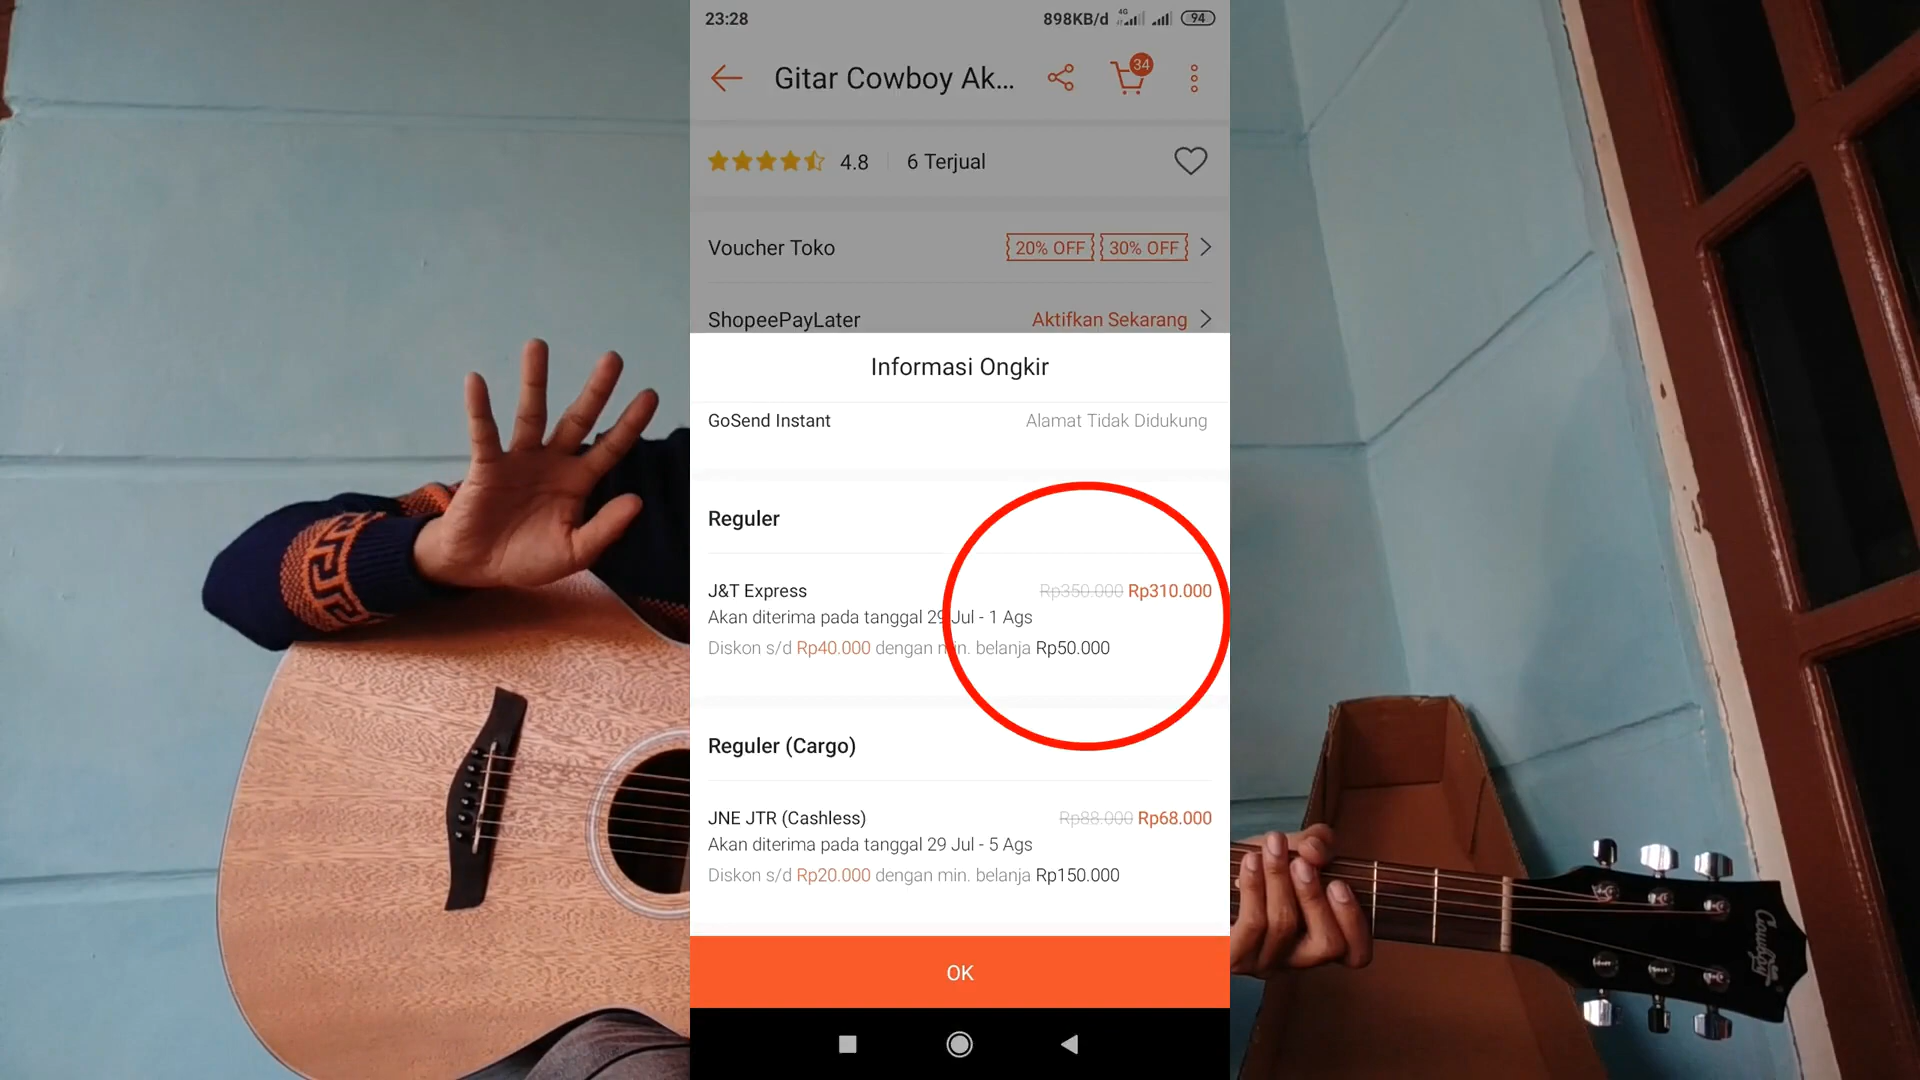 23:28
898KB/d 4G 94
Gitar Cowboy Ak...
34
4.8 6 Terjual
Voucher Toko 20% OFF 30% OFF
ShopeePayLater Aktifkan Sekarang
Informasi Ongkir
GoSend Instant Alamat Tidak Didukung
Reguler
J&T Express Rp350.000 Rp310.000
Akan diterima pada tanggal 29 Jul - 1 Ags
Diskon s/d Rp40.000 dengan min. belanja Rp50.000
Reguler (Cargo)
JNE JTR (Cashless) Rp88.000 Rp68.000
Akan diterima pada tanggal 29 Jul - 5 Ags
Diskon s/d Rp20.000 dengan min. belanja Rp150.000
OK
Cowboy